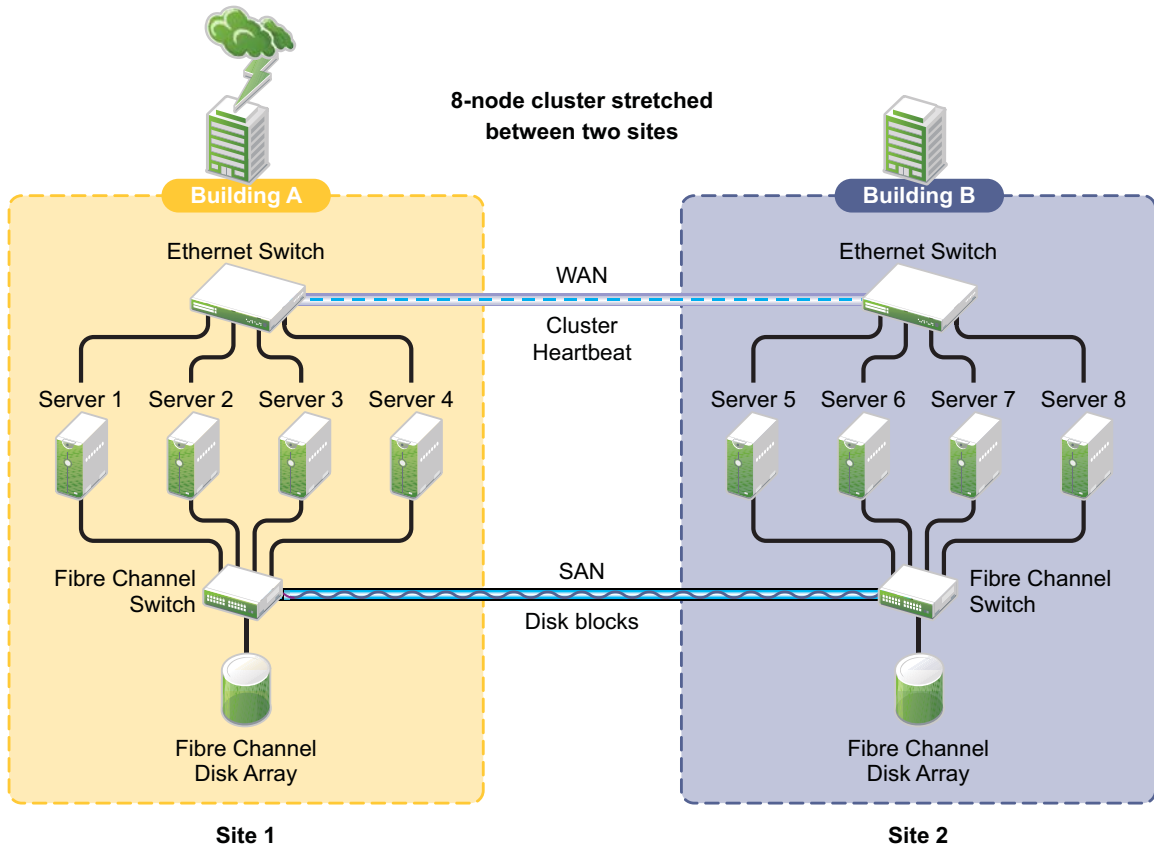 8-node cluster stretched
between two sites
Building A
Building B
Ethernet Switch
Ethernet Switch
WAN
Cluster
Heartbeat
Server 1
Server 2
Server 3
Server 4
Server 5
Server 6
Server 7
Server 8
Fibre Channel
Switch
SAN
Disk blocks
Fibre Channel
Switch
Fibre Channel
Disk Array
Fibre Channel
Disk Array
Site 1
Site 2